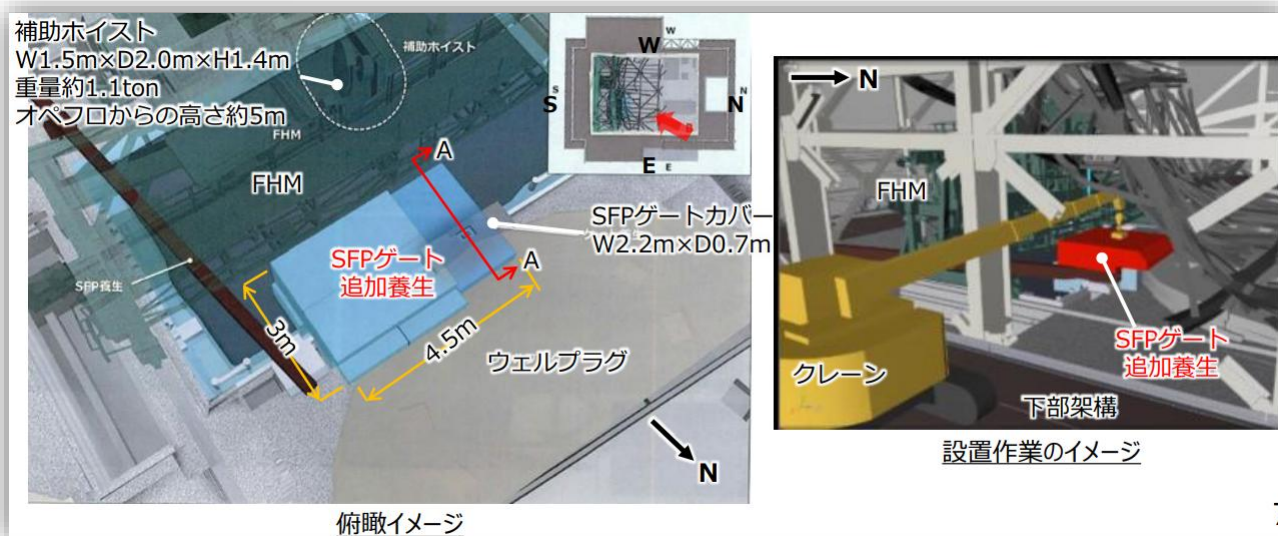 補助ホイスト
W1.5m×D2.0m×H1.4m
重量約1.1ton
オペフロからの高さ約5m
補助ホイスト
FHM
FHM
A
A
SFPゲートカバー
W2.2m×D0.7m
SFP養生
SFPゲート
追加養生
3m
4.5m
ウェルプラグ
N
俯瞰イメージ
W
W
S
S
N
N
E
E
N
FHM
クレーン
SFPゲート
追加養生
下部架構
設置作業のイメージ